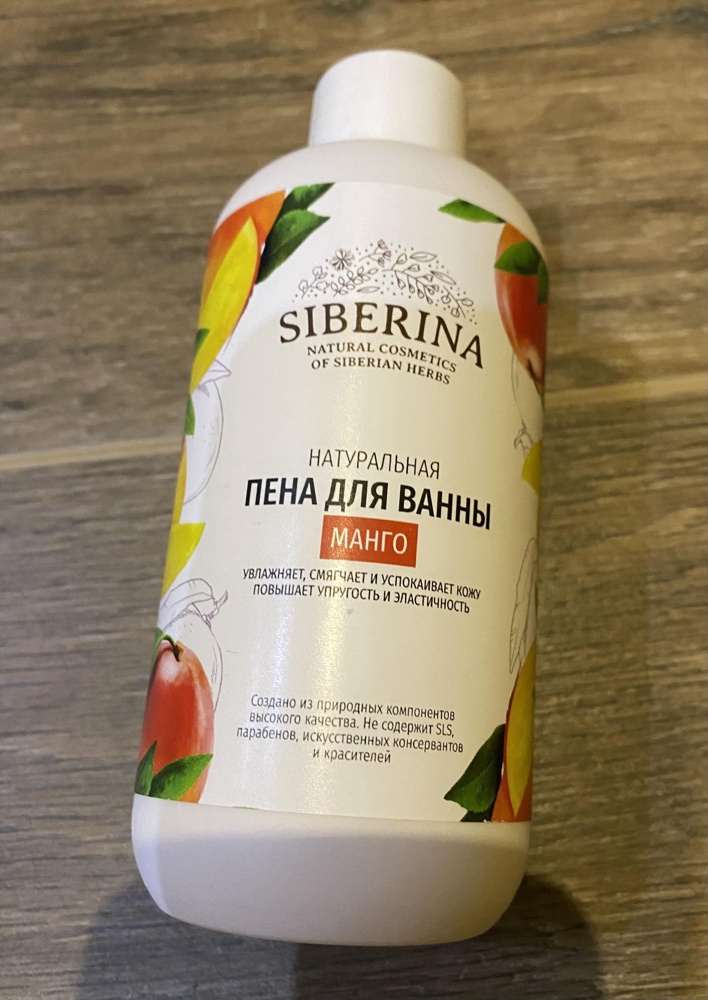 SIBERINA
NATURAL COSMETICS
OF SIBERIAN HERBS
НАТУРАЛЬНАЯ
ПЕНА ДЛЯ ВАННЫ
МАНГО
УВЛАЖНЯЕТ, СМЯГЧАЕТ И УСПОКАИВАЕТ КОЖУ
ПОВЫШАЕТ УПРУГОСТЬ И ЭЛАСТИЧНОСТЬ
Создано из природных компонентов
высокого качества. Не содержит SLS,
парабенов, искусственных консервантов
и красителей